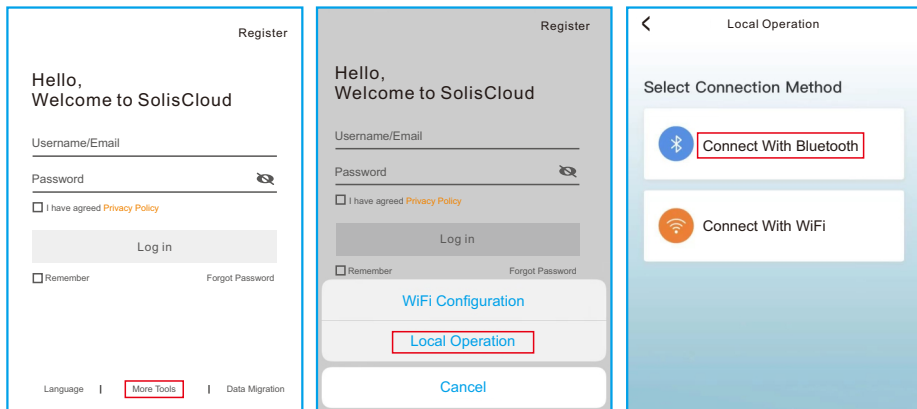 Register
Hello,
Welcome to SolisCloud
Username/Email
Password
I have agreed Privacy Policy
Log in
Remember Forgot Password
Language | More Tools | Data Migration
Register
Hello,
Welcome to SolisCloud
Username/Email
Password
I have agreed Privacy Policy
Log in
Remember Forgot Password
WiFi Configuration
Local Operation
Cancel
Local Operation
Select Connection Method
Connect With Bluetooth
Connect With WiFi